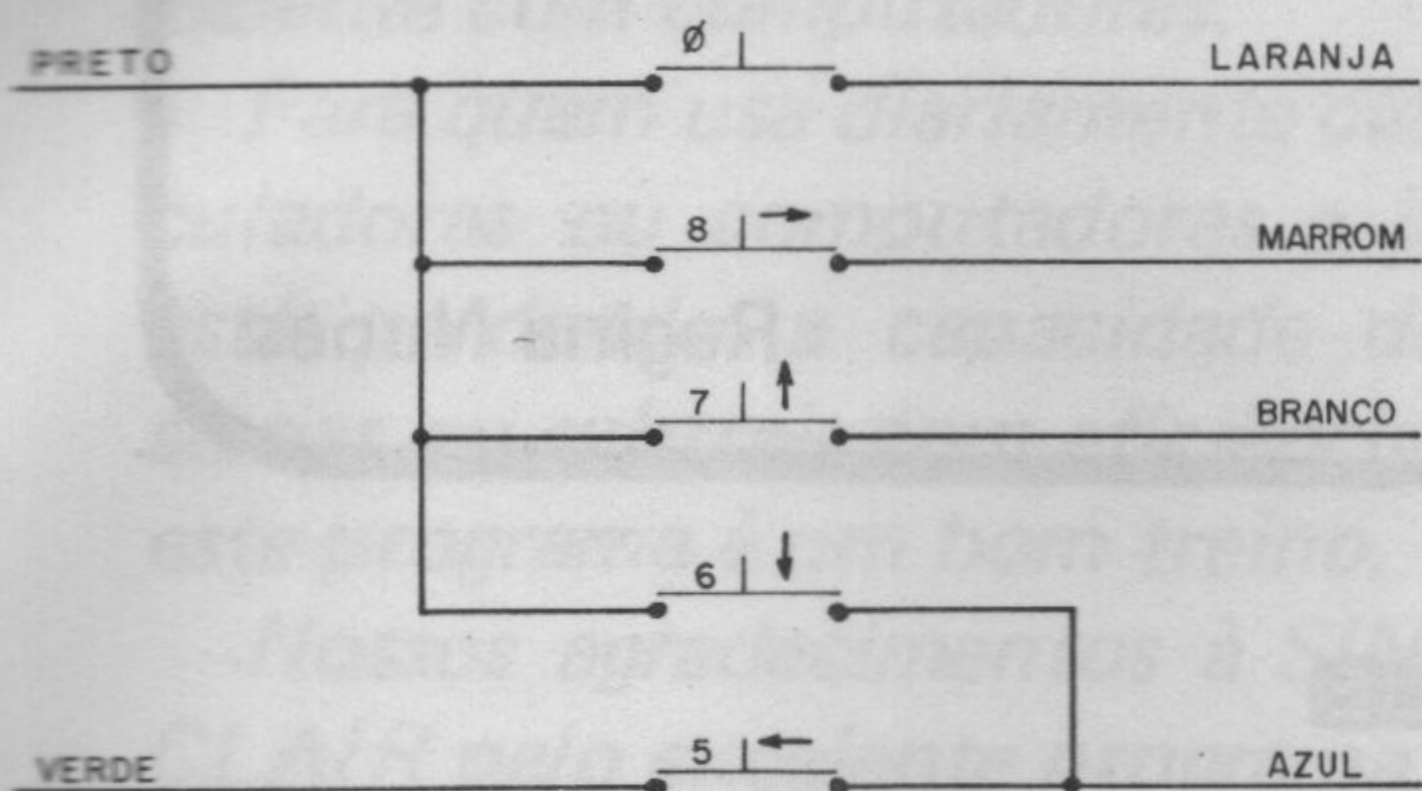 PRETO Ø LARANJA
8 → MARROM
7 ↑ BRANCO
6 ↓
VERDE 5 ← AZUL